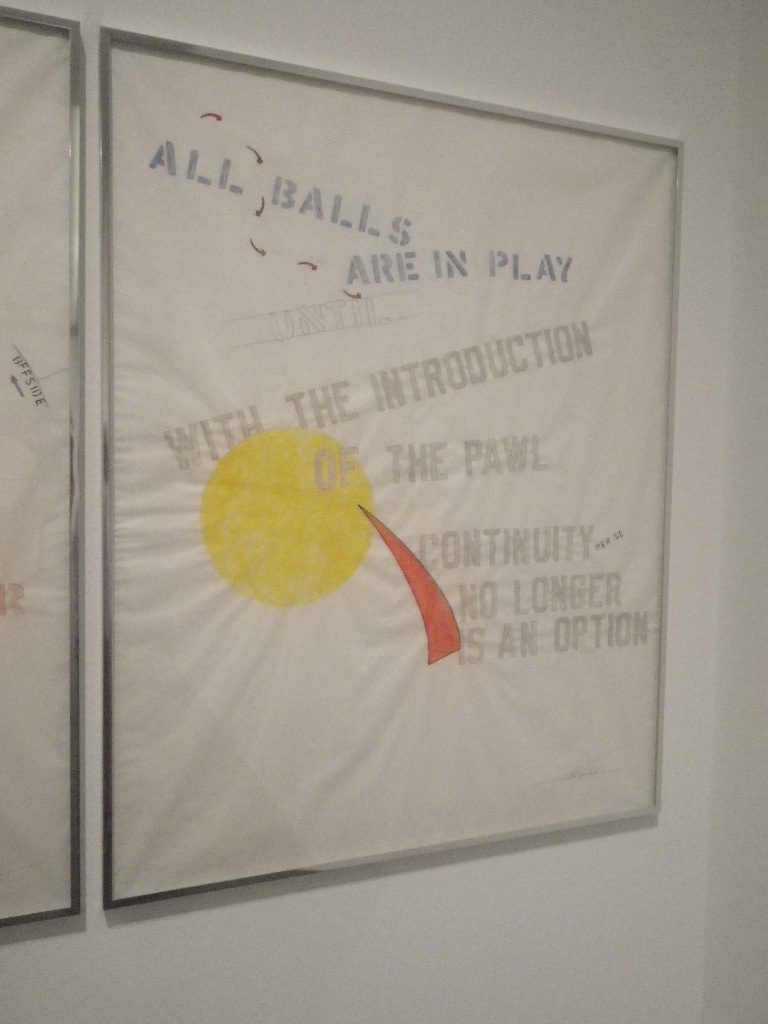 ALL BALLS
ARE IN PLAY
UNTIL
WITH THE INTRODUCTION
OF THE PAWL
CONTINUITY PER SE
NO LONGER
IS AN OPTION
OFFSIDE